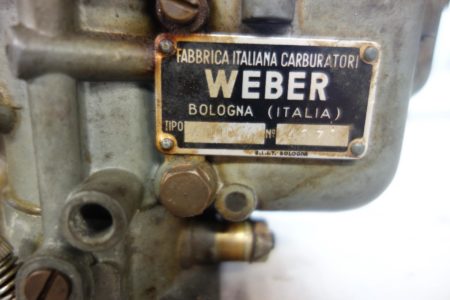 FABBRICA ITALIANA CARBURATORI
WEBER
BOLOGNA (ITALIA)
TIPO Nº